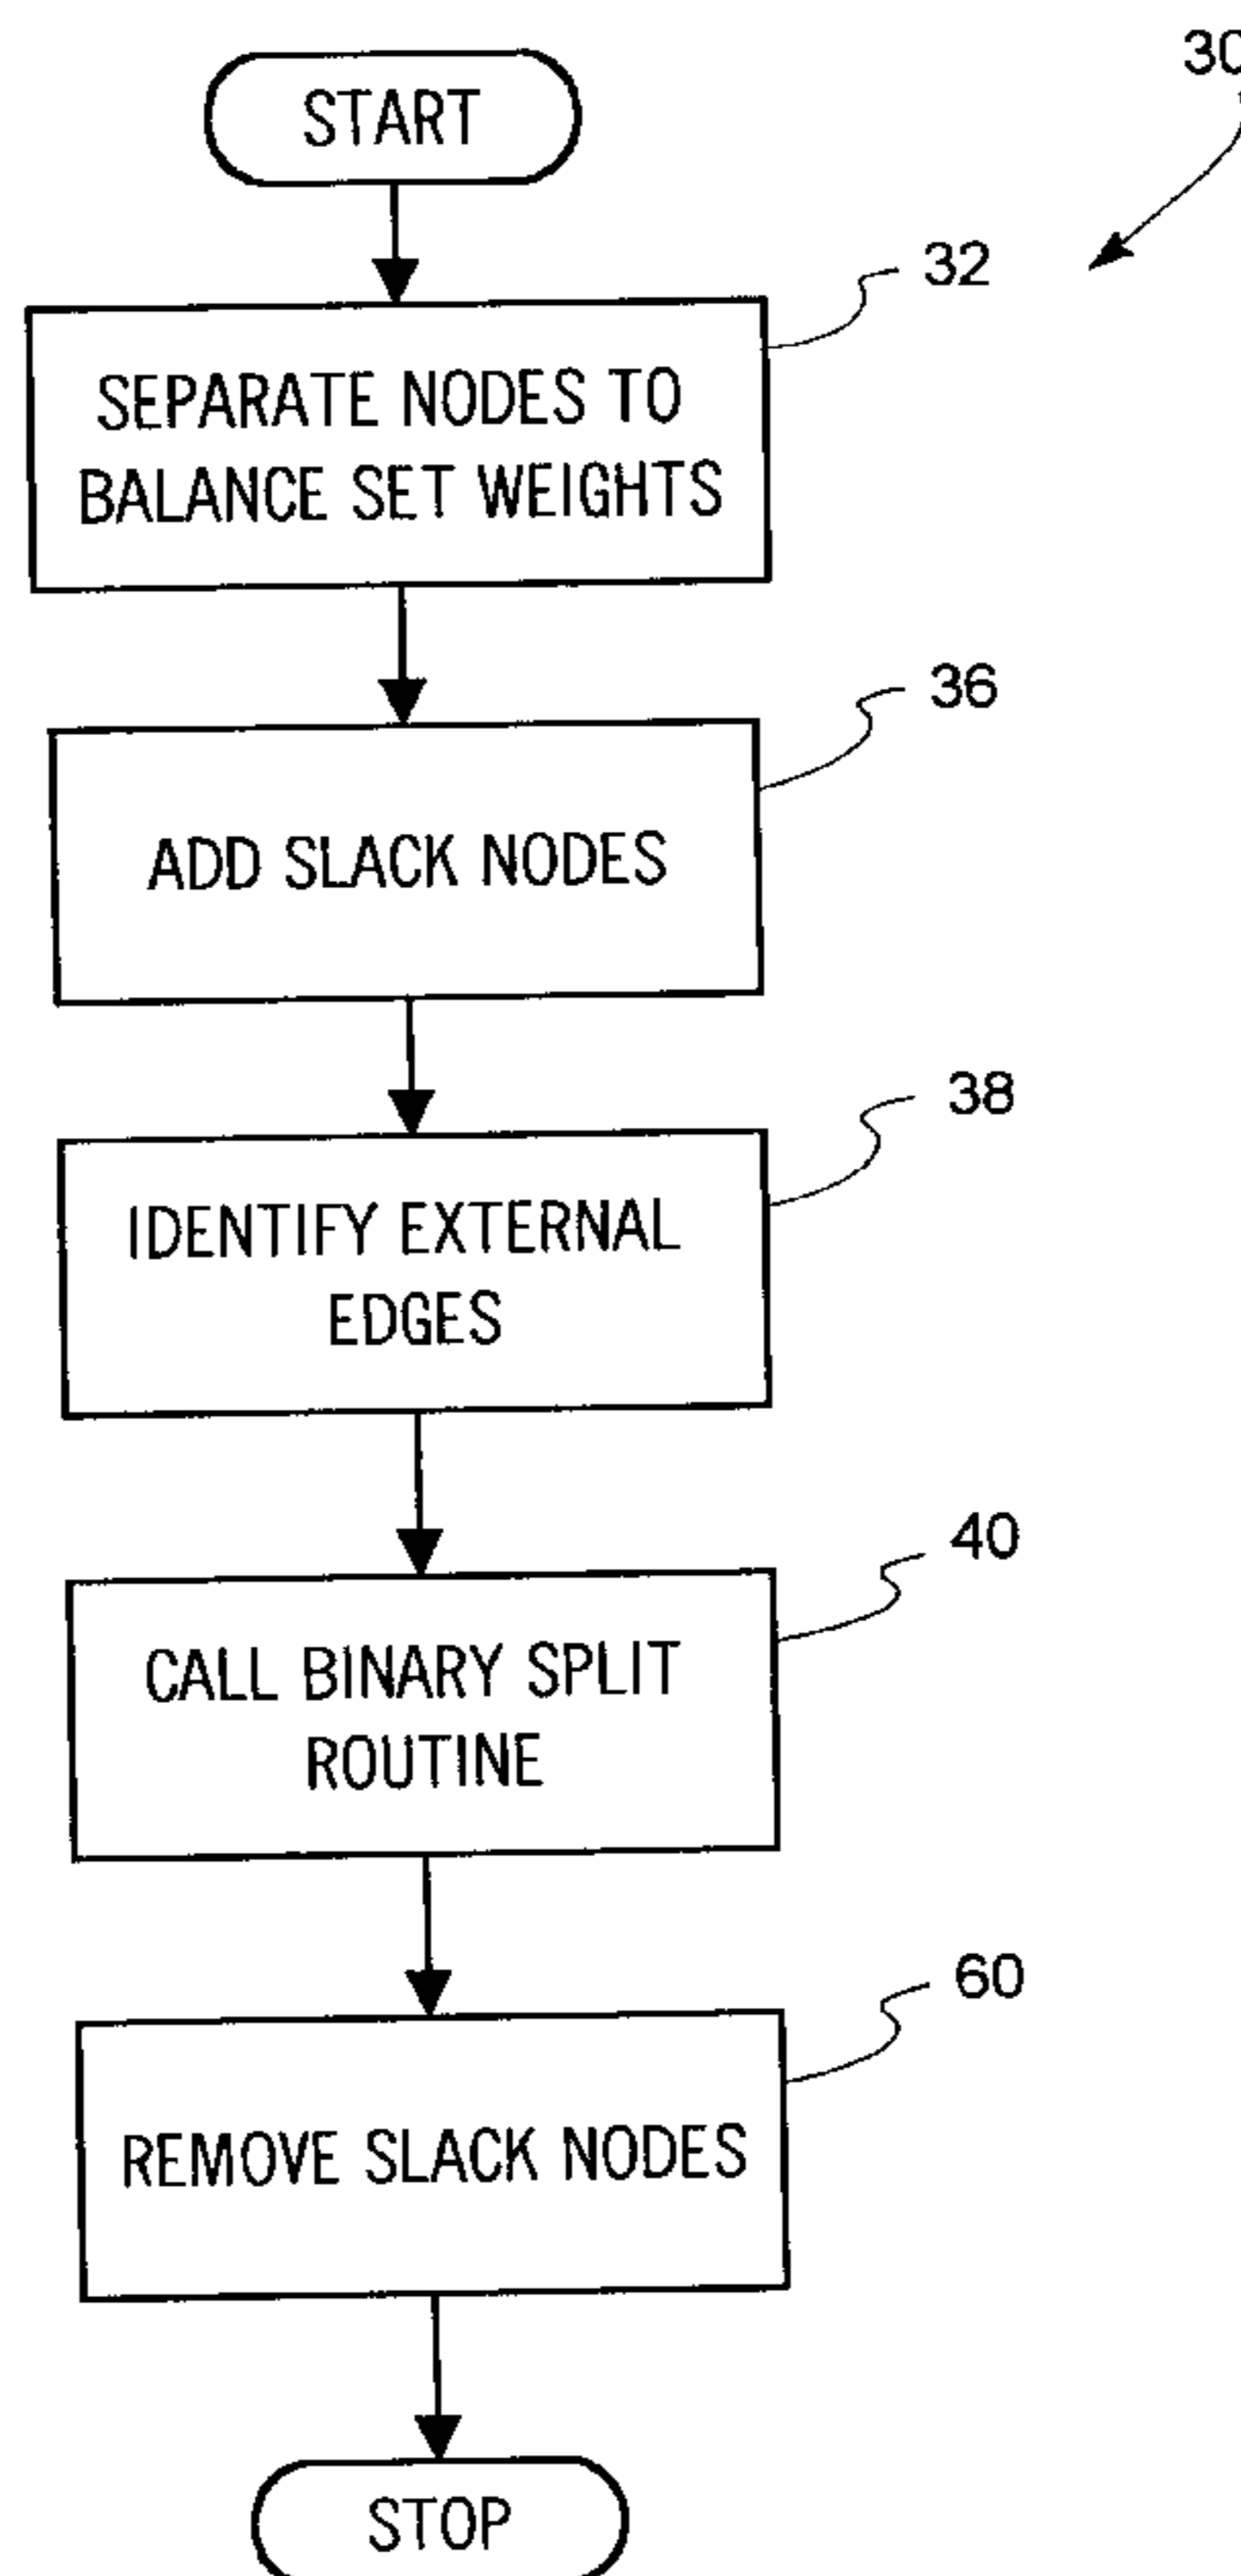 START
30
32
SEPARATE NODES TO
BALANCE SET WEIGHTS
36
ADD SLACK NODES
38
IDENTIFY EXTERNAL
EDGES
40
CALL BINARY SPLIT
ROUTINE
60
REMOVE SLACK NODES
STOP